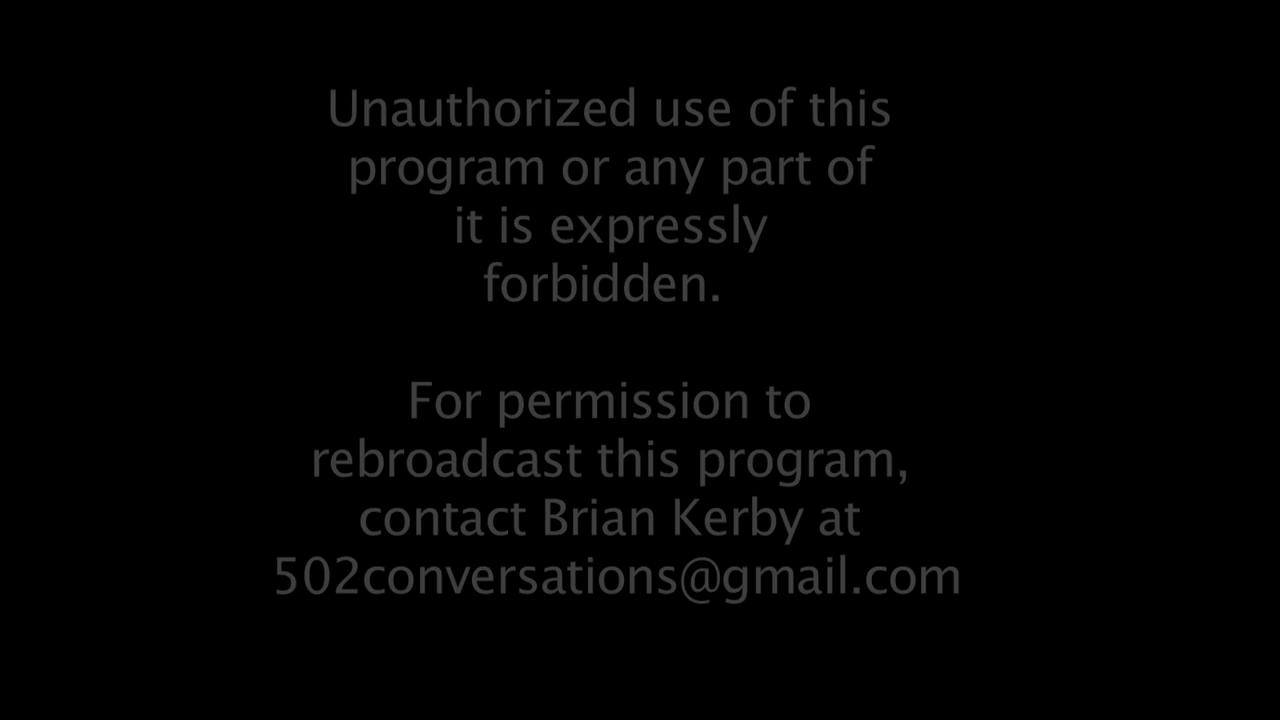 Unauthorized use of this
program or any part of
it is expressly
forbidden.
For permission to
rebroadcast this program,
contact Brian Kerby at
502conversations@gmail.com